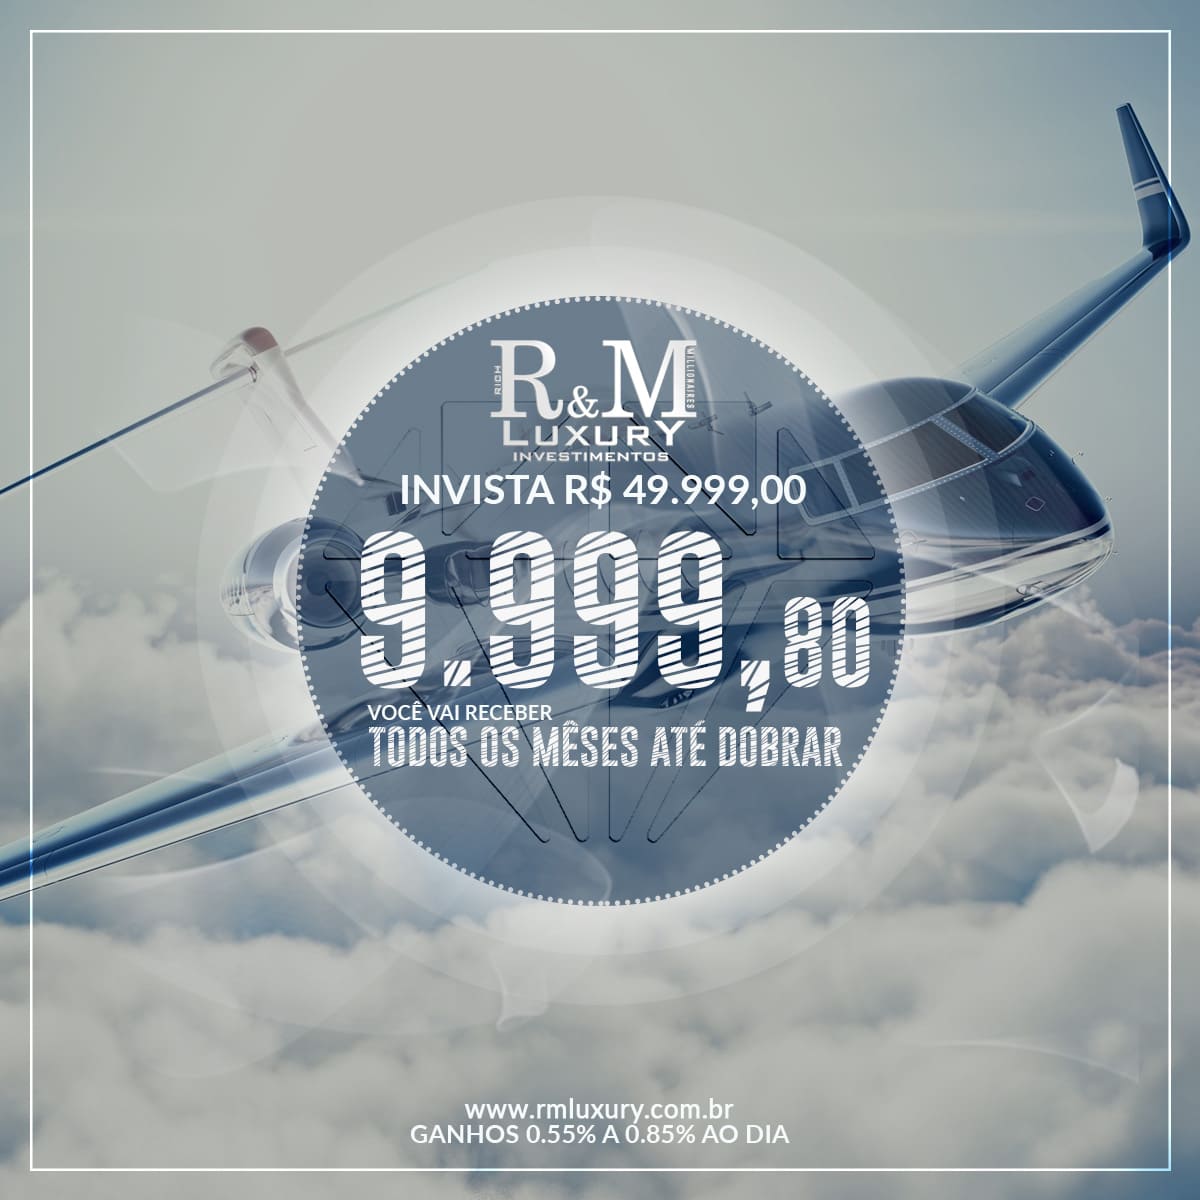 RICH R&M MILLIONAIRES
LUXURY
INVESTIMENTOS
INVISTA R$ 49.999,00
9.999,80
VOCÊ VAI RECEBER
TODOS OS MÊSES ATÉ DOBRAR
www.rmluxury.com.br
GANHOS 0.55% A 0.85% AO DIA